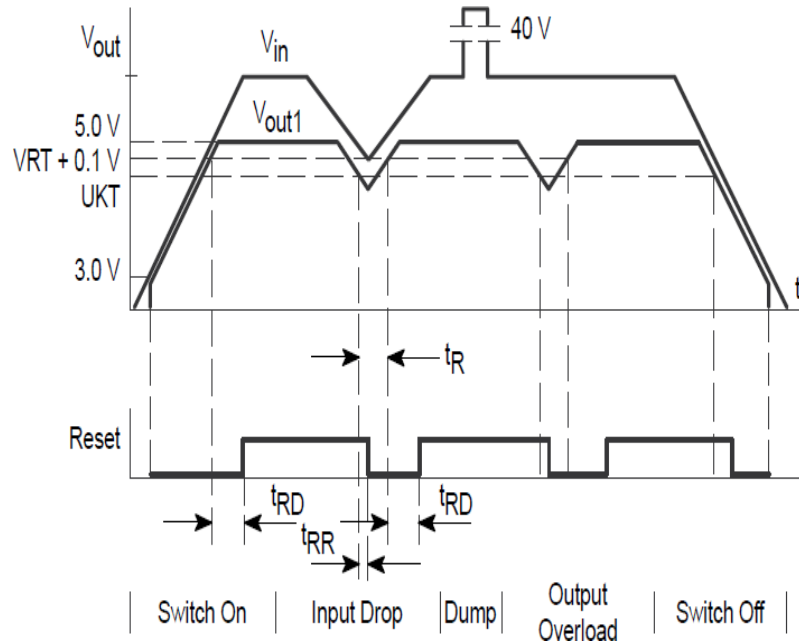 40 V
Vout
Vin
5.0 V
Vout1
VRT + 0.1 V
UKT
3.0 V
t
tR
Reset
tRD
tRD
tRR
Switch On
Input Drop
Dump
Output
Overload
Switch Off